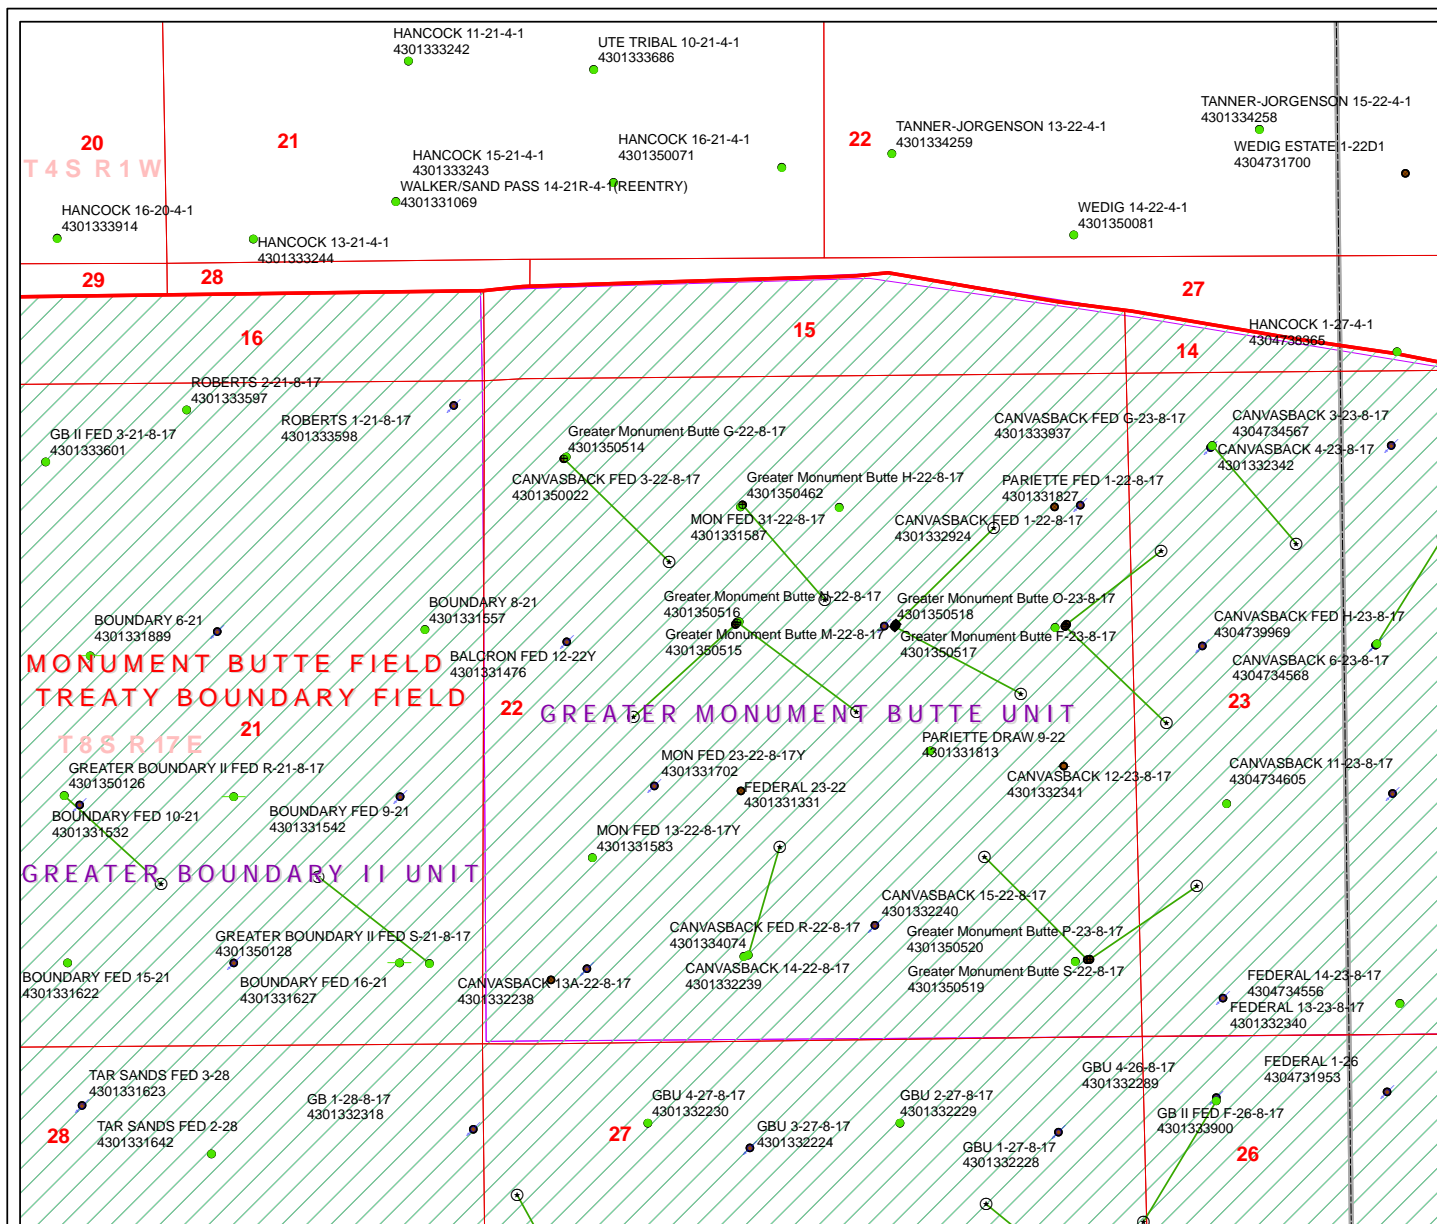 HANCOCK 11-21-4-1
4301333242
UTE TRIBAL 10-21-4-1
4301333686
TANNER-JORGENSON 15-22-4-1
4301334258
20
21
22
HANCOCK 16-21-4-1
4301350071
TANNER-JORGENSON 13-22-4-1
4301334259
WEDIG ESTATE 1-22D1
4304731700
T4S R1W
HANCOCK 15-21-4-1
4301333243
WALKER/SAND PASS 14-21R-4-1(REENTRY)
4301331069
HANCOCK 16-20-4-1
4301333914
WEDIG 14-22-4-1
4301350081
HANCOCK 13-21-4-1
4301333244
29
28
27
16
15
14
HANCOCK 1-27-4-1
4304738365
ROBERTS 2-21-8-17
4301333597
ROBERTS 1-21-8-17
4301333598
GB II FED 3-21-8-17
4301333601
Greater Monument Butte G-22-8-17
4301350514
CANVASBACK FED G-23-8-17
4301333937
CANVASBACK 3-23-8-17
4304734567
CANVASBACK 4-23-8-17
4301332342
CANVASBACK FED 3-22-8-17
4301350022
Greater Monument Butte H-22-8-17
4301350462
PARIETTE FED 1-22-8-17
4301331827
MON FED 31-22-8-17
4301331587
CANVASBACK FED 1-22-8-17
4301332924
BOUNDARY 6-21
4301331889
BOUNDARY 8-21
4301331557
Greater Monument Butte N-22-8-17
4301350516
Greater Monument Butte O-23-8-17
4301350518
CANVASBACK FED H-23-8-17
4304739969
BALCRON FED 12-22Y
4301331476
Greater Monument Butte M-22-8-17
4301350515
Greater Monument Butte F-23-8-17
4301350517
CANVASBACK 6-23-8-17
4304734568
MONUMENT BUTTE FIELD
TREATY BOUNDARY FIELD
21
22
23
GREATER MONUMENT BUTTE UNIT
T8S R17E
PARIETTE DRAW 9-22
4301331813
GREATER BOUNDARY II FED R-21-8-17
4301350126
MON FED 23-22-8-17Y
4301331702
CANVASBACK 12-23-8-17
4301332341
CANVASBACK 11-23-8-17
4304734605
BOUNDARY FED 10-21
4301331532
BOUNDARY FED 9-21
4301331542
FEDERAL 23-22
4301331331
MON FED 13-22-8-17Y
4301331583
GREATER BOUNDARY II UNIT
CANVASBACK 15-22-8-17
4301332240
GREATER BOUNDARY II FED S-21-8-17
4301350128
CANVASBACK FED R-22-8-17
4301334074
Greater Monument Butte P-23-8-17
4301350520
BOUNDARY FED 15-21
4301331622
BOUNDARY FED 16-21
4301331627
CANVASBACK 13A-22-8-17
4301332238
CANVASBACK 14-22-8-17
4301332239
Greater Monument Butte S-22-8-17
4301350519
FEDERAL 14-23-8-17
4304734556
FEDERAL 13-23-8-17
4301332340
TAR SANDS FED 3-28
4301331623
GB 1-28-8-17
4301332318
GBU 4-27-8-17
4301332230
GBU 2-27-8-17
4301332229
GBU 4-26-8-17
4301332289
FEDERAL 1-26
4304731953
28
TAR SANDS FED 2-28
4301331642
27
GBU 3-27-8-17
4301332224
GBU 1-27-8-17
4301332228
GB II FED F-26-8-17
4301333900
26